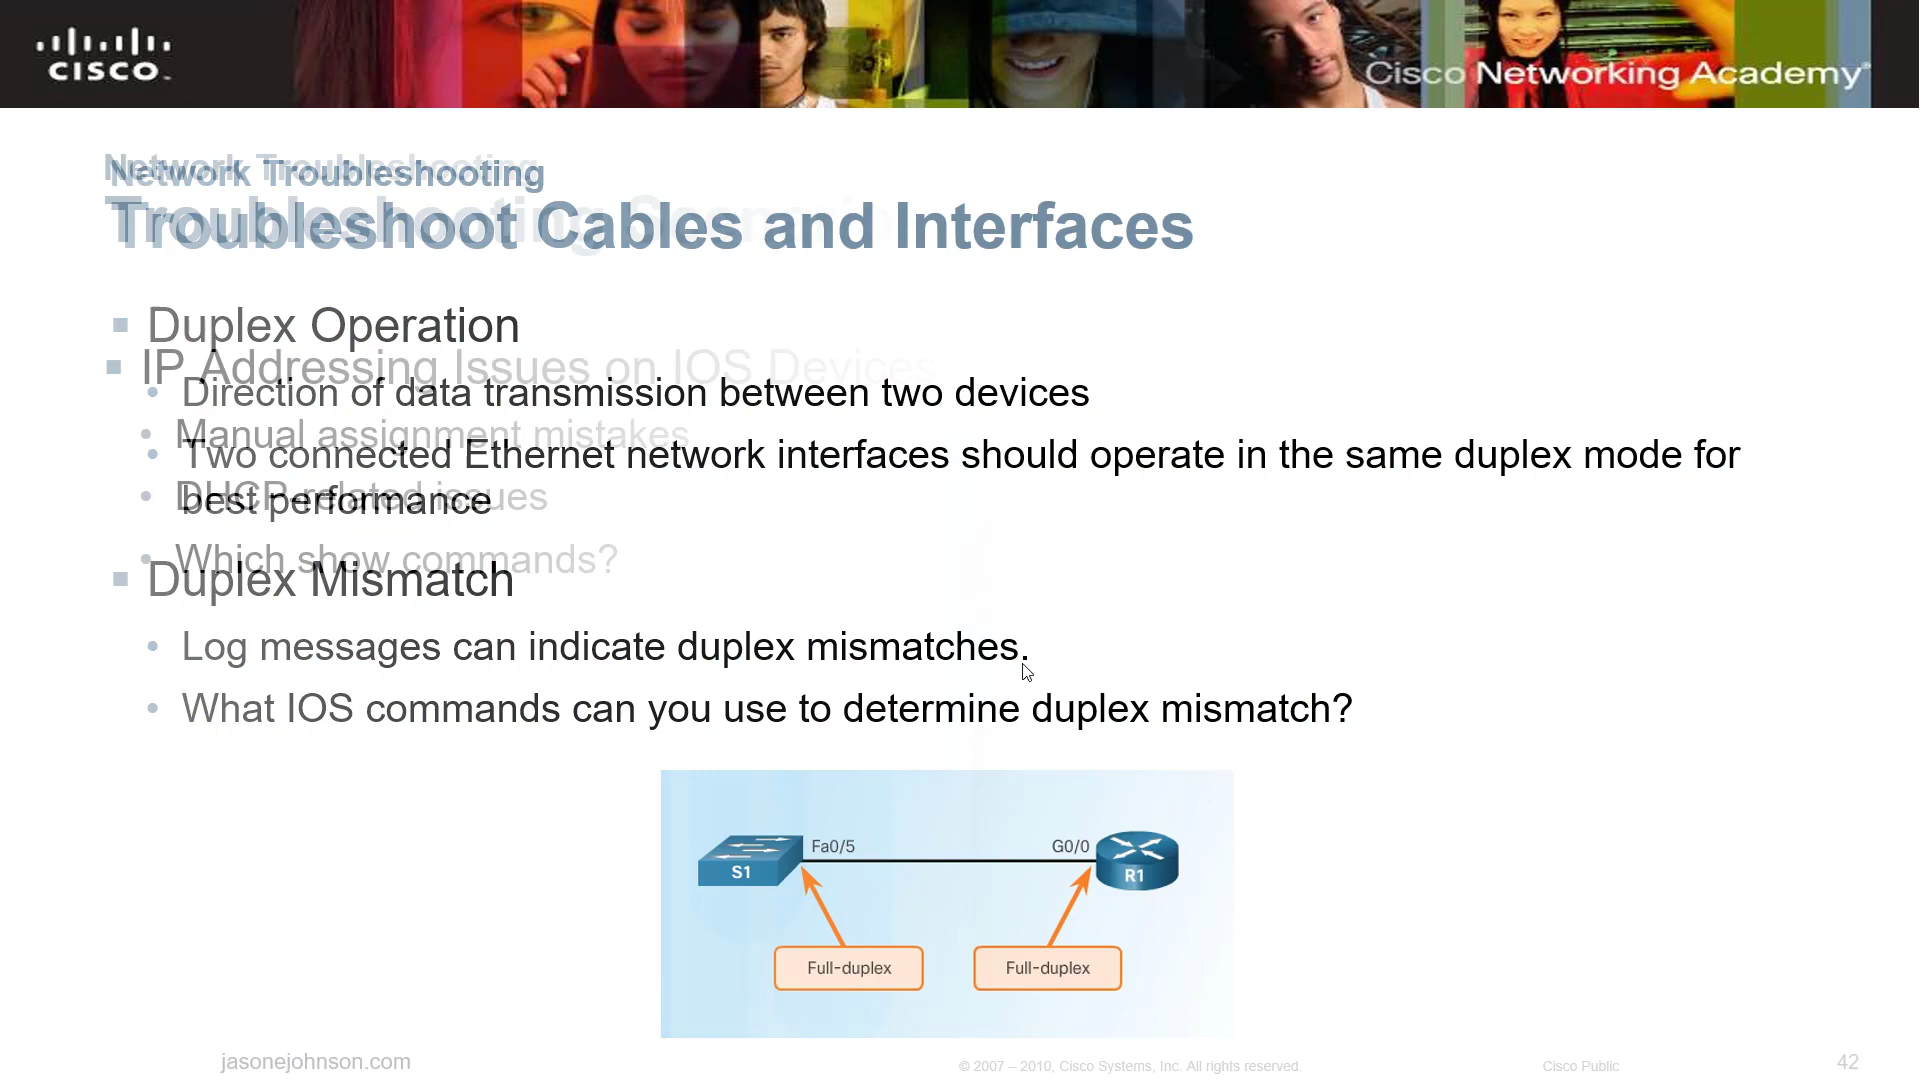 CISCO
Cisco Networking Academy®
Network Troubleshooting
Network Troubleshooting
Troubleshoot Cables and Interfaces
Troubleshooting
Duplex Operation
IP Addressing Issues on IOS Devices
Direction of data transmission between two devices
Manual assignment mistakes
Two connected Ethernet network interfaces should operate in the same duplex mode for
best performance
DHCP-related issues
Which show commands?
Duplex Mismatch
Log messages can indicate duplex mismatches.
What IOS commands can you use to determine duplex mismatch?
Fa0/5 G0/0
S1 R1
Full-duplex Full-duplex
jasonejohnson.com © 2007 – 2010, Cisco Systems, Inc. All rights reserved. Cisco Public 42